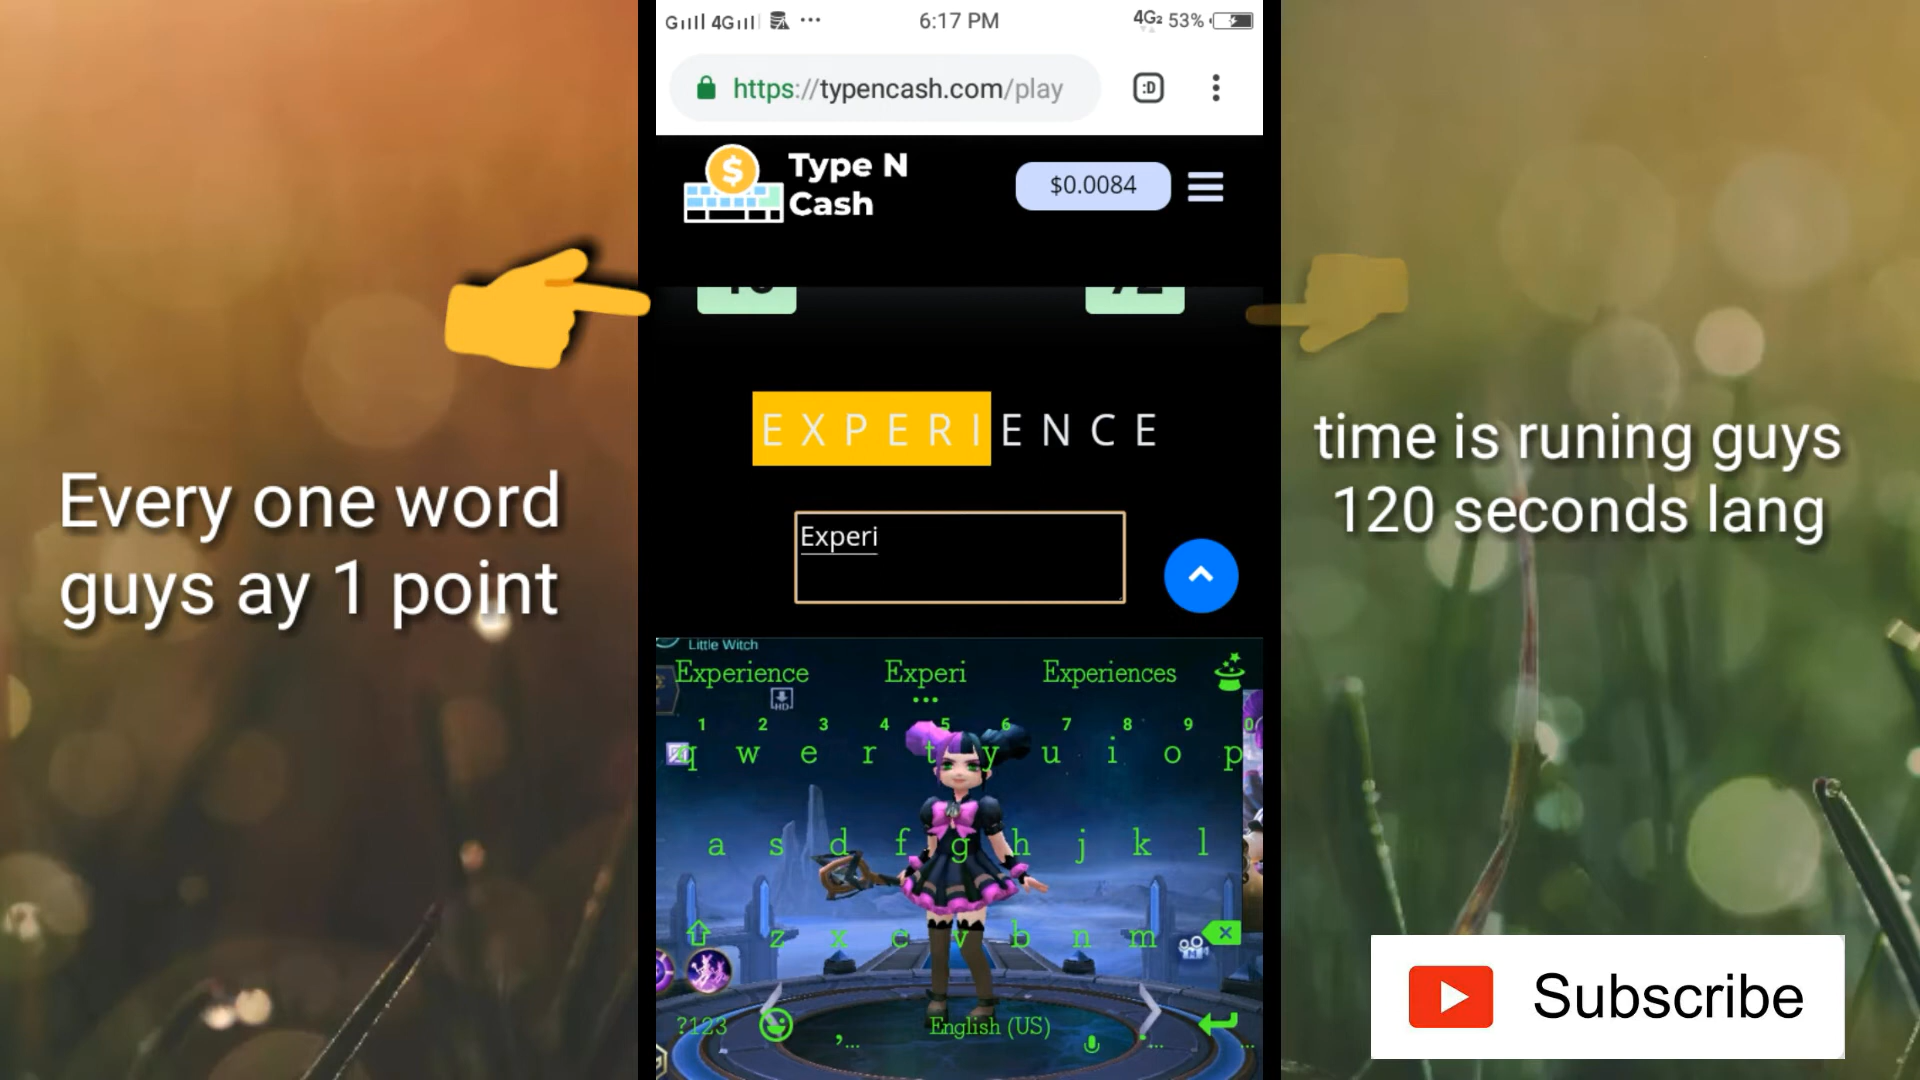 6:17 PM
4G2 53%
https://typencash.com/play
:D
Type N
Cash
$0.0084
EXPERIENCE
Every one word
guys ay 1 point
time is runing guys
120 seconds lang
Experi
Little Witch
Experience Experi Experiences
HD
1 2 3 4 5 6 7 8 9 0
q w e r t y u i o p
a s d f g h j k l
z x c v b n m
?123 , English (US) .
Subscribe